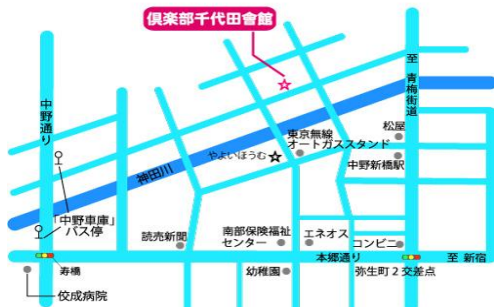 倶楽部千代田會館
至 青梅街道
中野通り
松屋
東京無線
オートガススタンド
やよいほうむ
中野新橋駅
神田川
「中野車庫」
バス停
読売新聞
南部保険福祉
センター
エネオス
コンビニ
本郷通り
至 新宿
寿橋
幼稚園
弥生町2交差点
佼成病院